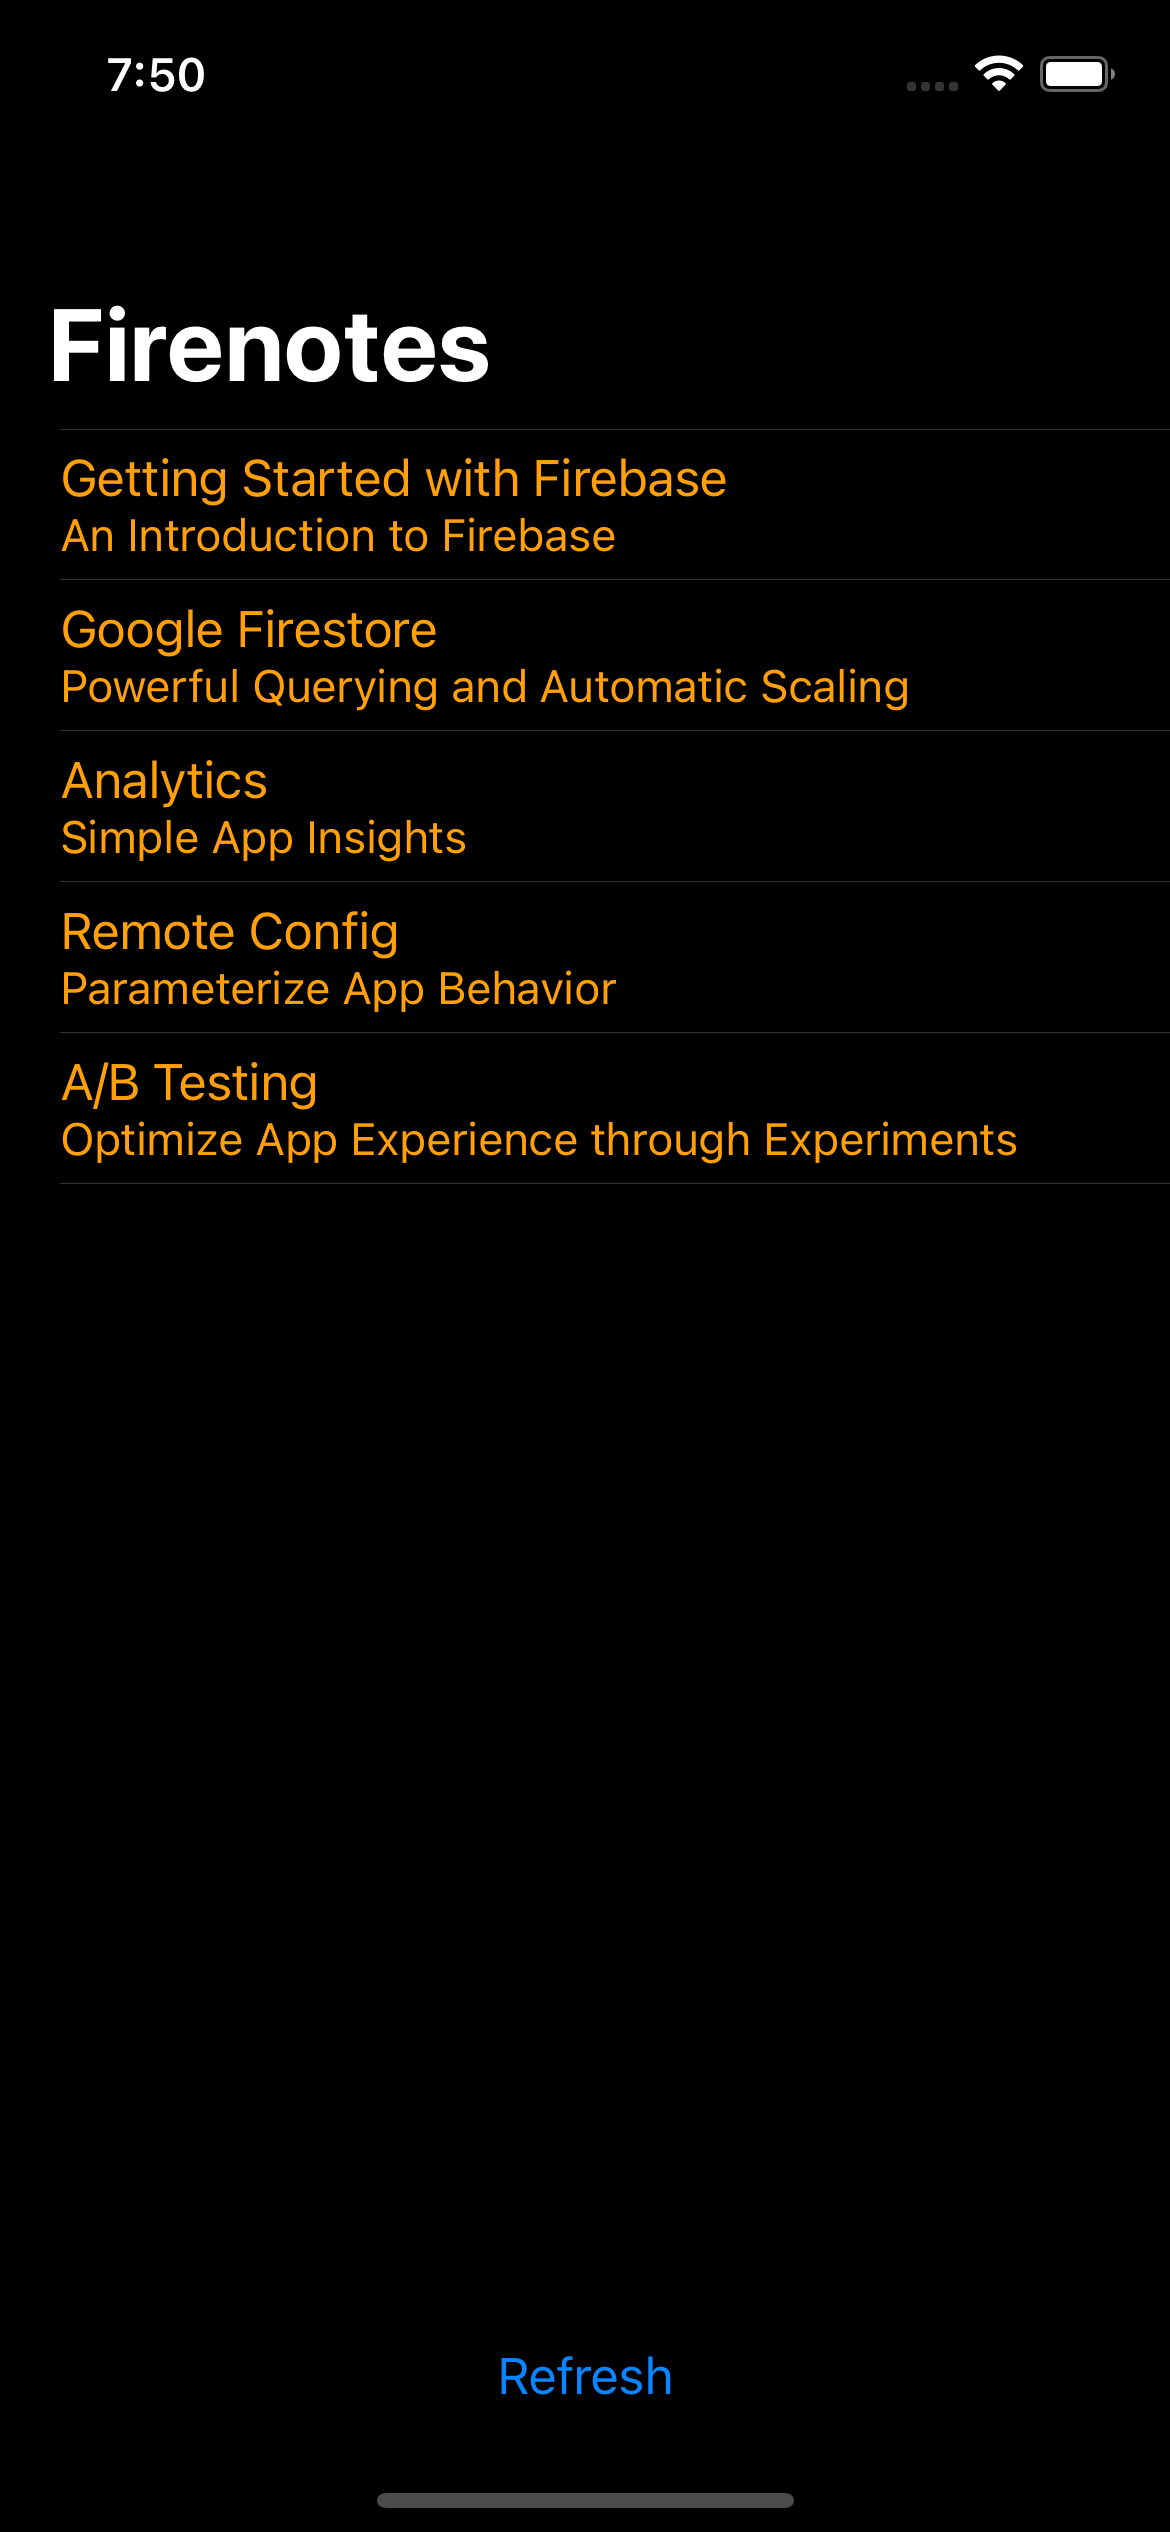 7:50
Firenotes
Getting Started with Firebase
An Introduction to Firebase
Google Firestore
Powerful Querying and Automatic Scaling
Analytics
Simple App Insights
Remote Config
Parameterize App Behavior
A/B Testing
Optimize App Experience through Experiments
Refresh